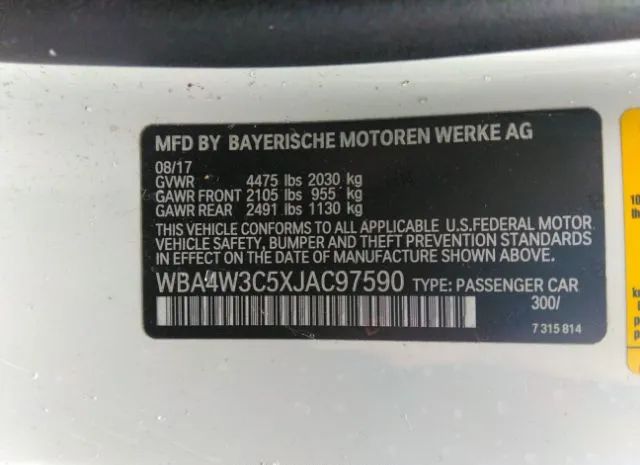 MFD BY BAYERISCHE MOTOREN WERKE AG
08/17
GVWR 4475 lbs 2030 kg
GAWR FRONT 2105 lbs 955 kg
GAWR REAR 2491 lbs 1130 kg
THIS VEHICLE CONFORMS TO ALL APPLICABLE U.S.FEDERAL MOTOR
VEHICLE SAFETY, BUMPER AND THEFT PREVENTION STANDARDS
IN EFFECT ON THE DATE OF MANUFACTURE SHOWN ABOVE.
WBA4W3C5XJAC97590 TYPE: PASSENGER CAR
300/
7 315 814